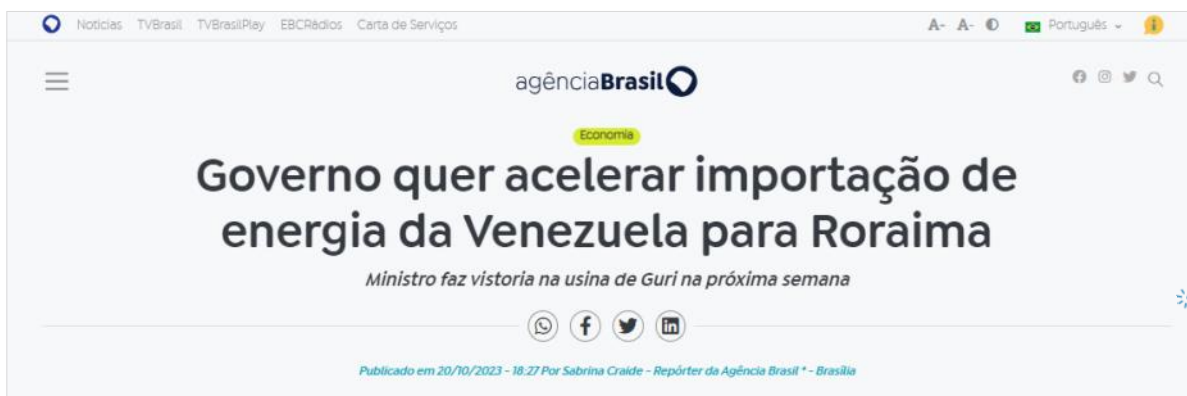 Notícias TVBrasil TVBrasilPlay EBCRádios Carta de Serviços A- A- Português
agênciaBrasil
Economia
Governo quer acelerar importação de
energia da Venezuela para Roraima
Ministro faz vistoria na usina de Guri na próxima semana
Publicado em 20/10/2023 - 18:27 Por Sabrina Craide - Repórter da Agência Brasil * - Brasília